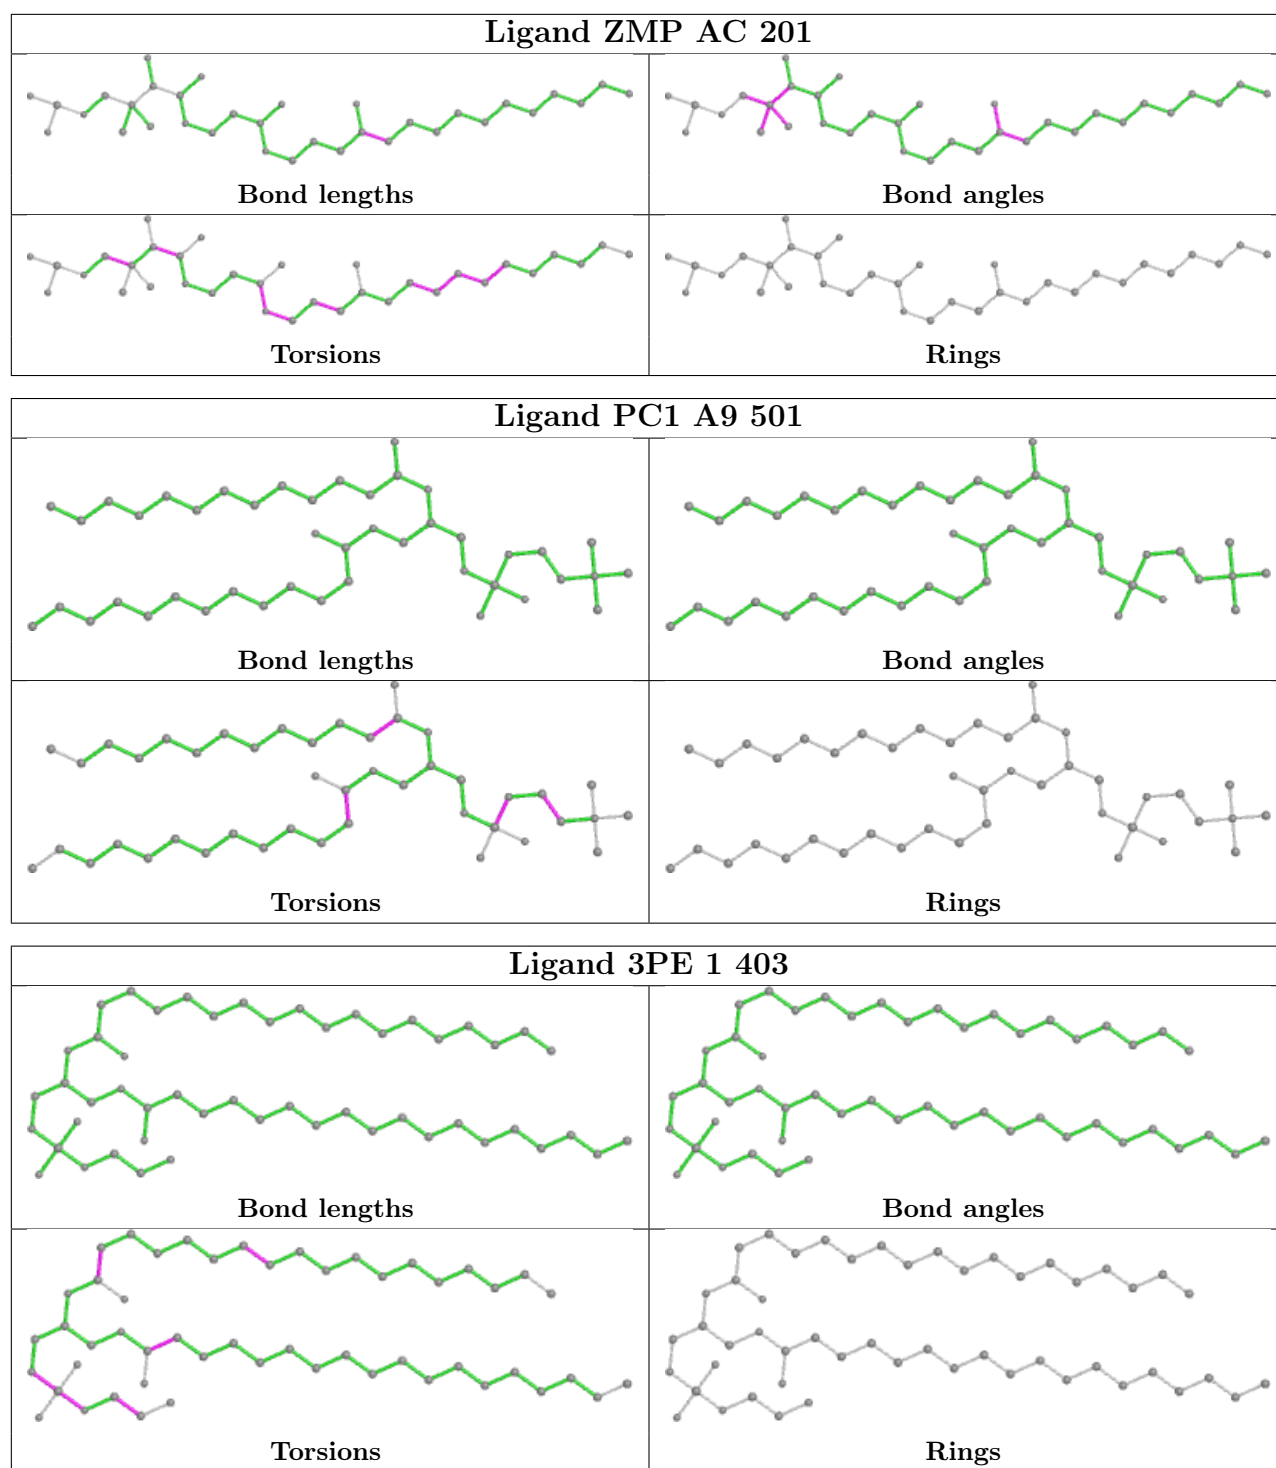 Ligand ZMP AC 201
Bond lengths
Bond angles
Torsions
Rings
Ligand PC1 A9 501
Bond lengths
Bond angles
Torsions
Rings
Ligand 3PE 1 403
Bond lengths
Bond angles
Torsions
Rings